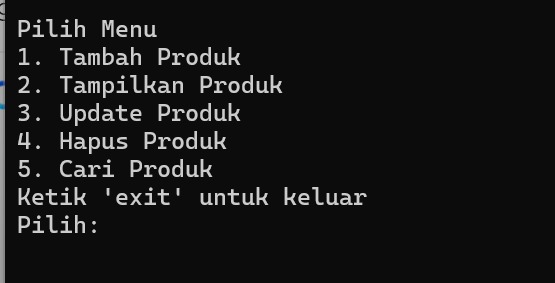 Pilih Menu
1. Tambah Produk
2. Tampilkan Produk
3. Update Produk
4. Hapus Produk
5. Cari Produk
Ketik 'exit' untuk keluar
Pilih: